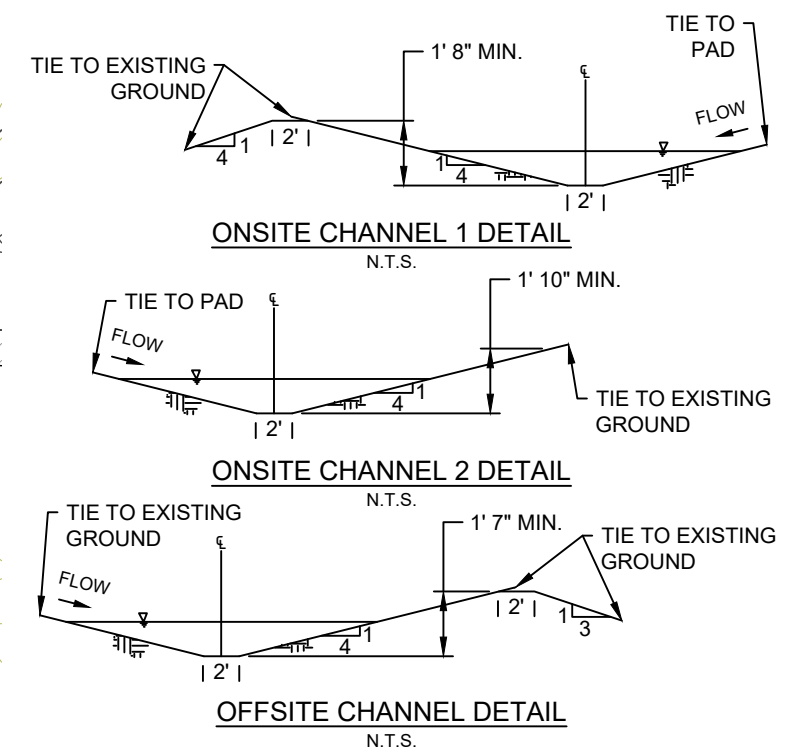 TIE TO EXISTING
GROUND
1' 8" MIN.
℄
TIE TO
PAD
FLOW
2'
1
4
1
4
2'
ONSITE CHANNEL 1 DETAIL
N.T.S.
TIE TO PAD
℄
1' 10" MIN.
FLOW
1
4
2'
TIE TO EXISTING
GROUND
ONSITE CHANNEL 2 DETAIL
N.T.S.
TIE TO EXISTING
GROUND
℄
1' 7" MIN.
TIE TO EXISTING
GROUND
FLOW
2'
1
3
1
4
2'
OFFSITE CHANNEL DETAIL
N.T.S.